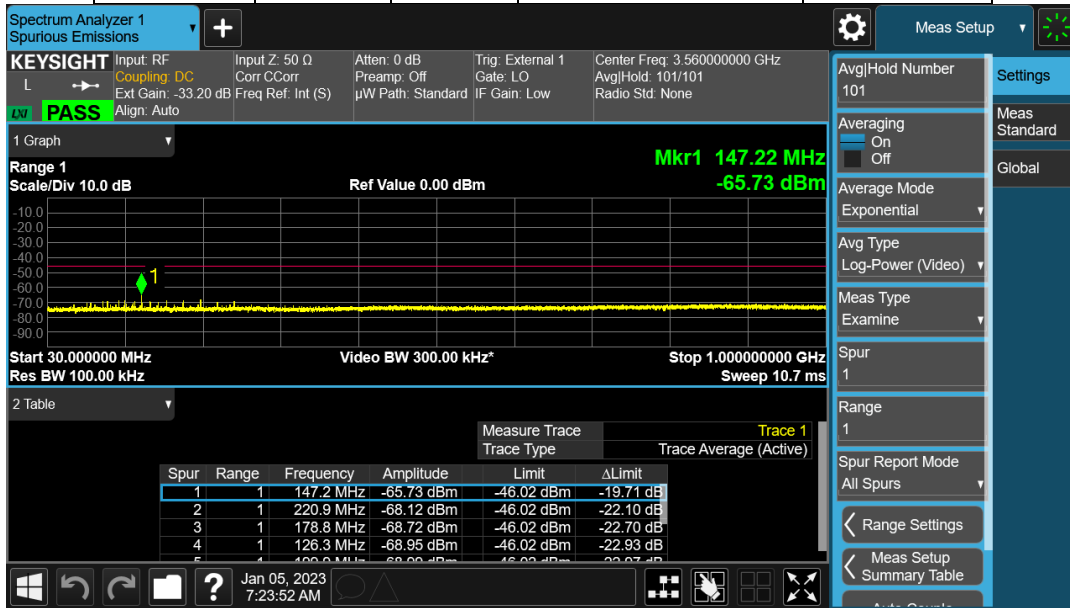 Spectrum Analyzer 1
Spurious Emissions
+
Meas Setup
KEYSIGHT
L
LXI PASS
Input: RF
Coupling: DC
Ext Gain: -33.20 dB
Align: Auto
Input Z: 50 Ω
Corr CCorr
Freq Ref: Int (S)
Atten: 0 dB
Preamp: Off
µW Path: Standard
Trig: External 1
Gate: LO
IF Gain: Low
Center Freq: 3.560000000 GHz
Avg|Hold: 101/101
Radio Std: None
1 Graph
Range 1
Scale/Div 10.0 dB
Ref Value 0.00 dBm
Mkr1 147.22 MHz
-65.73 dBm
-10.0
-20.0
-30.0
-40.0
-50.0
-60.0
-70.0
-80.0
-90.0
1
Start 30.000000 MHz
Res BW 100.00 kHz
Video BW 300.00 kHz*
Stop 1.000000000 GHz
Sweep 10.7 ms
2 Table
Measure Trace Trace 1
Trace Type Trace Average (Active)
Spur Range Frequency Amplitude Limit ΔLimit
1 1 147.2 MHz -65.73 dBm -46.02 dBm -19.71 dB
2 1 220.9 MHz -68.12 dBm -46.02 dBm -22.10 dB
3 1 178.8 MHz -68.72 dBm -46.02 dBm -22.70 dB
4 1 126.3 MHz -68.95 dBm -46.02 dBm -22.93 dB
Avg|Hold Number
101
Averaging
On
Off
Average Mode
Exponential
Avg Type
Log-Power (Video)
Meas Type
Examine
Spur
1
Range
1
Spur Report Mode
All Spurs
Range Settings
Meas Setup
Summary Table
Settings
Meas
Standard
Global
?
Jan 05, 2023
7:23:52 AM